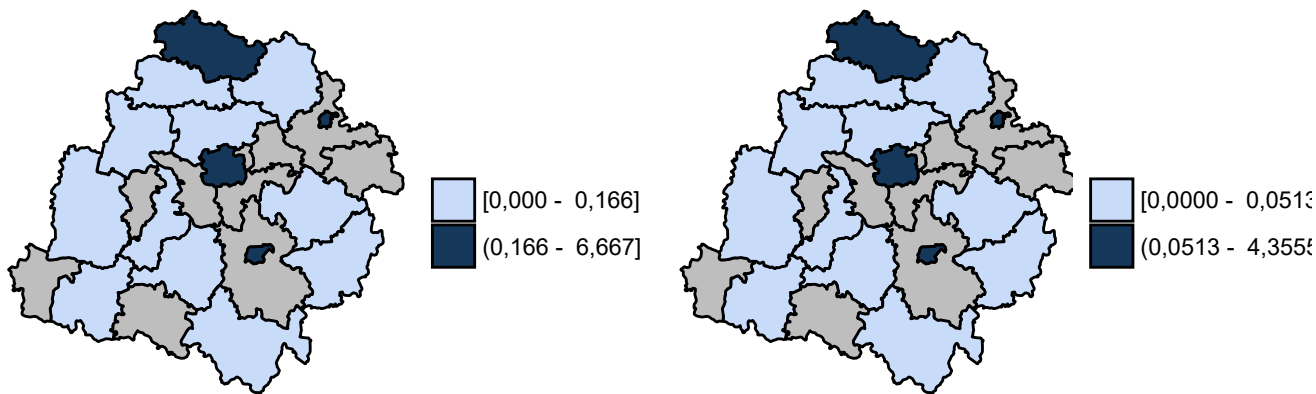 [0,000 - 0,166]
(0,166 - 6,667]
[0,0000 - 0,0513
(0,0513 - 4,3555